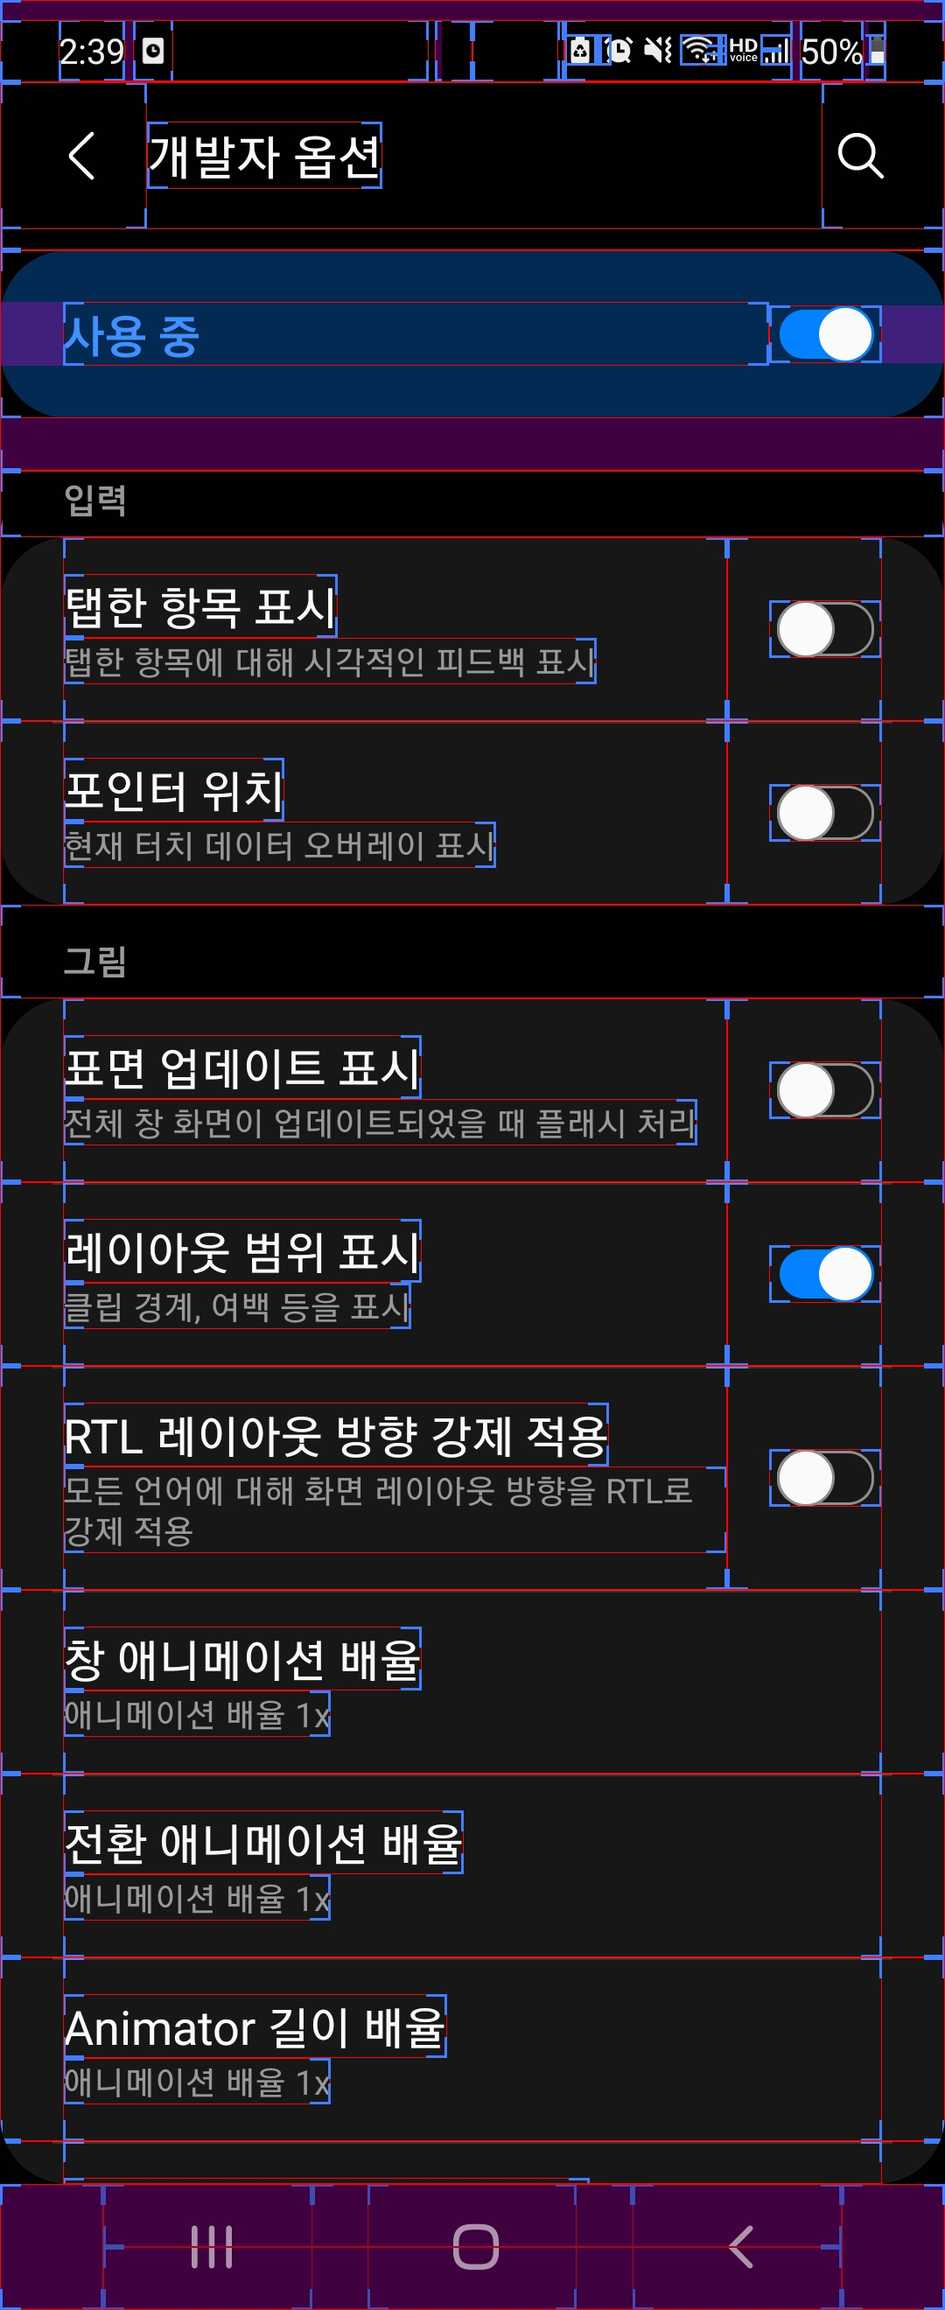 2:39
HD voice
50%
개발자 옵션
사용 중
입력
탭한 항목 표시
탭한 항목에 대해 시각적인 피드백 표시
포인터 위치
현재 터치 데이터 오버레이 표시
그림
표면 업데이트 표시
전체 창 화면이 업데이트되었을 때 플래시 처리
레이아웃 범위 표시
클립 경계, 여백 등을 표시
RTL 레이아웃 방향 강제 적용
모든 언어에 대해 화면 레이아웃 방향을 RTL로
강제 적용
창 애니메이션 배율
애니메이션 배율 1x
전환 애니메이션 배율
애니메이션 배율 1x
Animator 길이 배율
애니메이션 배율 1x